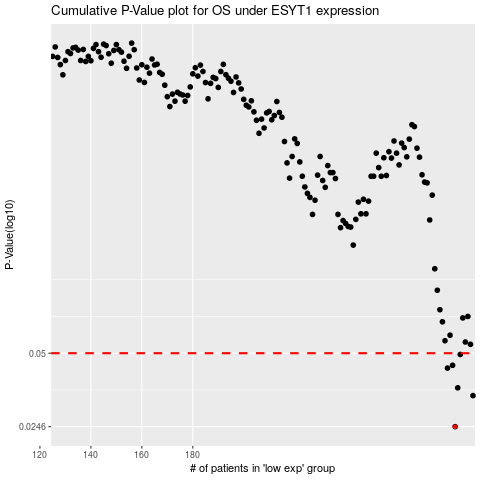 Cumulative P-Value plot for OS under ESYT1 expression
P-Value(log10)
0.05
0.0246
120 140 160 180
# of patients in 'low exp' group